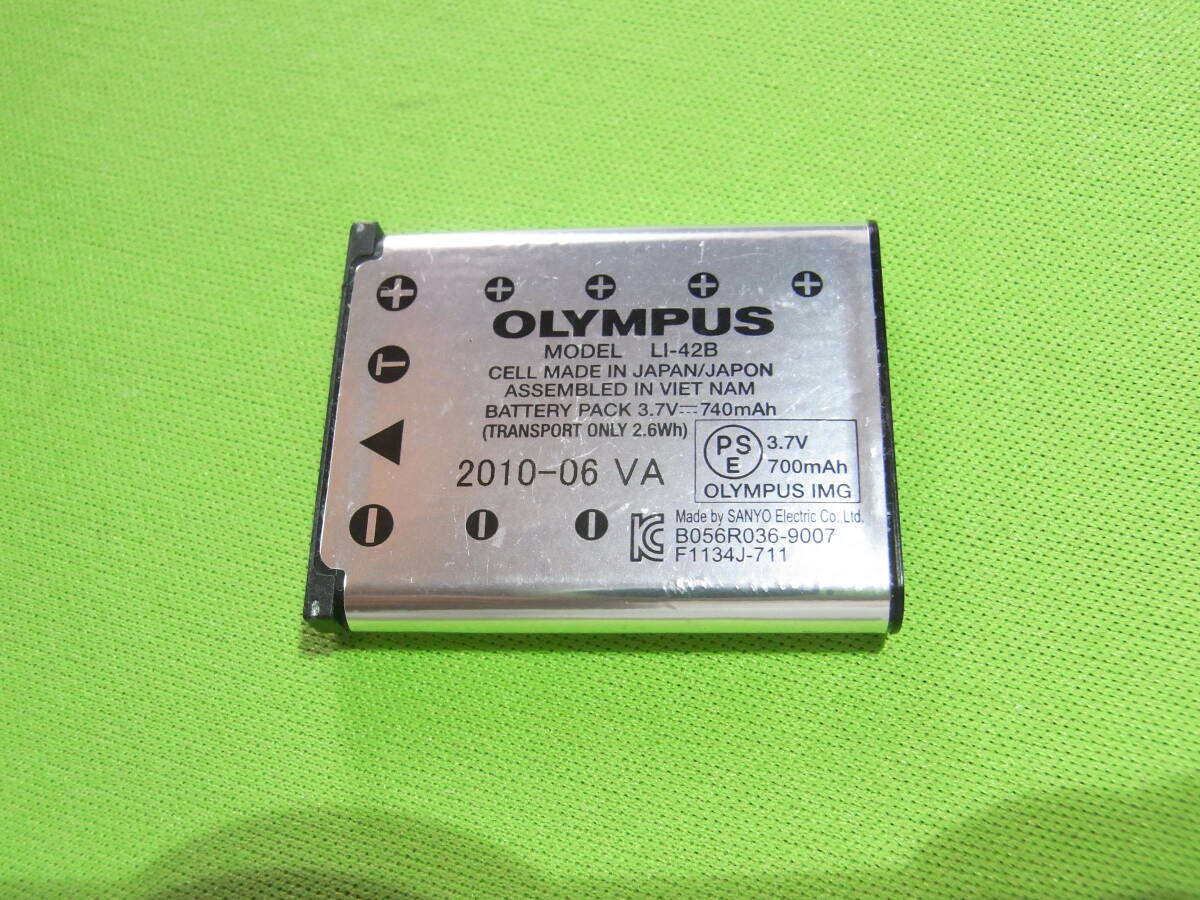 OLYMPUS
MODEL LI-42B
CELL MADE IN JAPAN/JAPON
ASSEMBLED IN VIET NAM
BATTERY PACK 3.7V⎓740mAh
(TRANSPORT ONLY 2.6Wh)
2010-06 VA
PSE
3.7V
700mAh
OLYMPUS IMG
Made by SANYO Electric Co.,Ltd.
B056R036-9007
F1134J-711
+ + + + +
T
− − −
KC